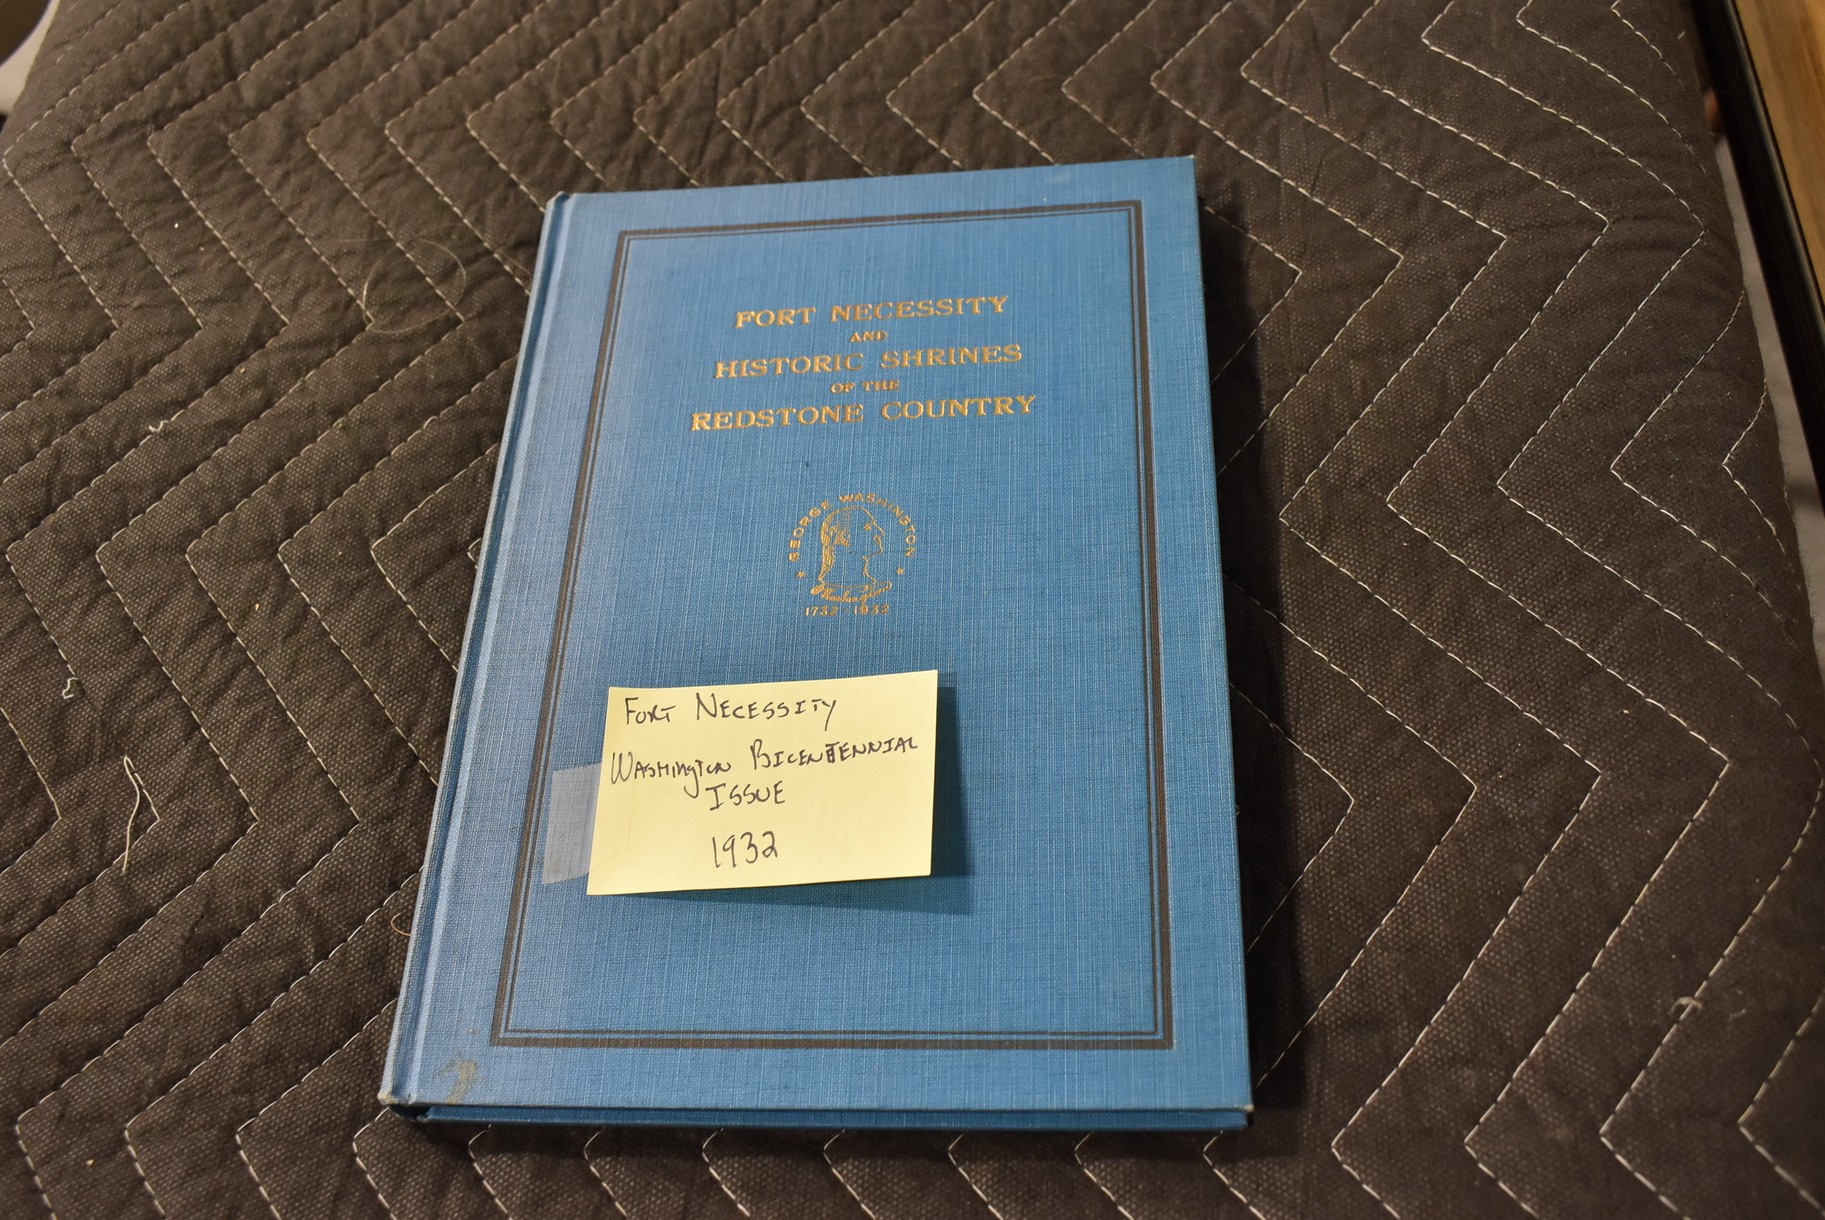 FORT NECESSITY
AND
HISTORIC SHRINES
OF THE
REDSTONE COUNTRY
★ GEORGE WASHINGTON ★
1732 - 1932
FORT NECESSITY
WASHINGTON BICENTENNIAL
ISSUE
1932